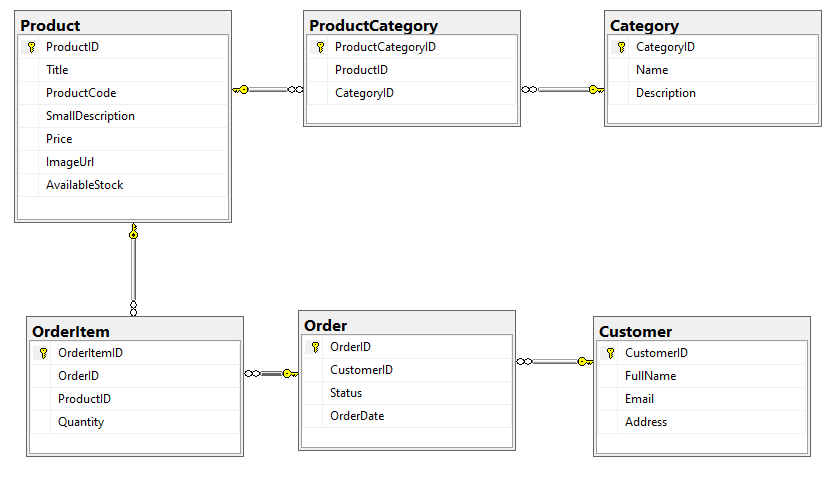 Product
ProductID
Title
ProductCode
SmallDescription
Price
ImageUrl
AvailableStock
ProductCategory
ProductCategoryID
ProductID
CategoryID
Category
CategoryID
Name
Description
OrderItem
OrderItemID
OrderID
ProductID
Quantity
Order
OrderID
CustomerID
Status
OrderDate
Customer
CustomerID
FullName
Email
Address